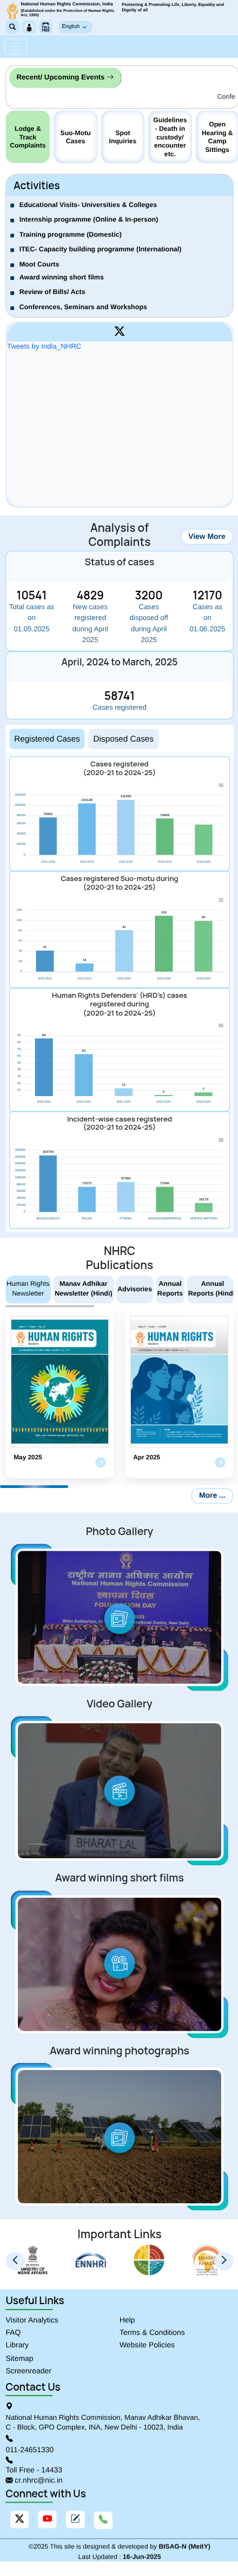 National Human Rights Commission, India
(Established under the Protection of Human Rights
Act, 1993)
Protecting & Promoting Life, Liberty, Equality and
Dignity of all
English
Recent/ Upcoming Events
Confe
Lodge &
Track
Complaints
Suo-Motu
Cases
Spot
Inquiries
Guidelines
- Death in
custody/
encounter
etc.
Open
Hearing &
Camp
Sittings
Activities
Educational Visits- Universities & Colleges
Internship programme (Online & In-person)
Training programme (Domestic)
ITEC- Capacity building programme (International)
Moot Courts
Award winning short films
Review of Bills/ Acts
Conferences, Seminars and Workshops
Tweets by India_NHRC
Analysis of
Complaints
View More
Status of cases
10541
Total cases as
on
01.05.2025
4829
New cases
registered
during April
2025
3200
Cases
disposed off
during April
2025
12170
Cases as
on
01.06.2025
April, 2024 to March, 2025
58741
Cases registered
Registered Cases
Disposed Cases
Cases registered
(2020-21 to 2024-25)
Cases registered Suo-motu during
(2020-21 to 2024-25)
Human Rights Defenders' (HRD's) cases
registered during
(2020-21 to 2024-25)
Incident-wise cases registered
(2020-21 to 2024-25)
NHRC
Publications
Human Rights
Newsletter
Manav Adhikar
Newsletter (Hindi)
Advisories
Annual
Reports
Annual
Reports (Hindi
HUMAN RIGHTS
HUMAN RIGHTS
May 2025
Apr 2025
More ...
Photo Gallery
राष्ट्रीय मानव अधिकार आयोग
National Human Rights Commission
स्थापना दिवस
FOUNDATION DAY
Video Gallery
BHARAT LAL
Award winning short films
Award winning photographs
Important Links
MINISTRY OF
HOME AFFAIRS
ENNHRI
Useful Links
Visitor Analytics
Help
FAQ
Terms & Conditions
Library
Website Policies
Sitemap
Screenreader
Contact Us
National Human Rights Commission, Manav Adhikar Bhavan,
C - Block, GPO Complex, INA, New Delhi - 10023, India
011-24651330
Toll Free - 14433
cr.nhrc@nic.in
Connect with Us
©2025 This site is designed & developed by BISAG-N (MeitY)
Last Updated : 16-Jun-2025